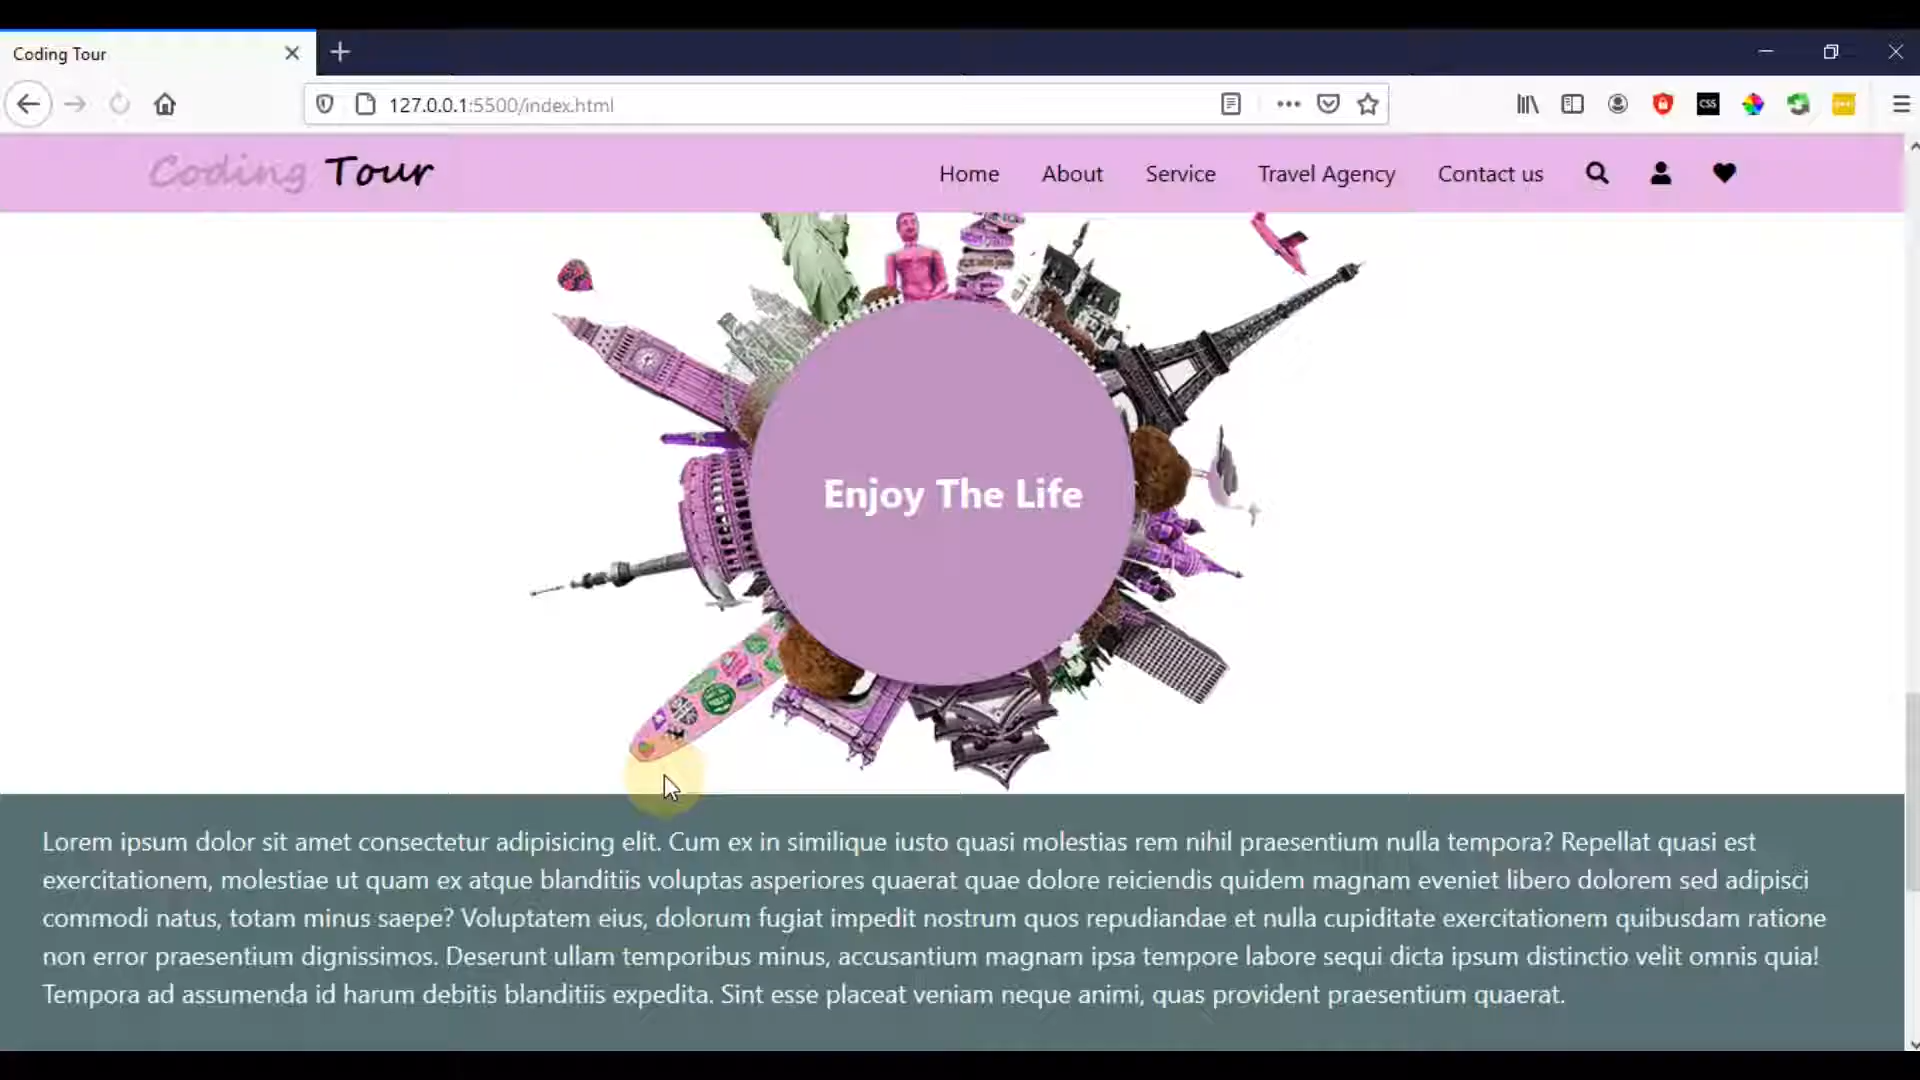 Coding Tour
127.0.0.1:5500/index.html
CSS
Coding Tour
Home About Service Travel Agency Contact us
Enjoy The Life
Lorem ipsum dolor sit amet consectetur adipisicing elit. Cum ex in similique iusto quasi molestias rem nihil praesentium nulla tempora? Repellat quasi est
exercitationem, molestiae ut quam ex atque blanditiis voluptas asperiores quaerat quae dolore reiciendis quidem magnam eveniet libero dolorem sed adipisci
commodi natus, totam minus saepe? Voluptatem eius, dolorum fugiat impedit nostrum quos repudiandae et nulla cupiditate exercitationem quibusdam ratione
non error praesentium dignissimos. Deserunt ullam temporibus minus, accusantium magnam ipsa tempore labore sequi dicta ipsum distinctio velit omnis quia!
Tempora ad assumenda id harum debitis blanditiis expedita. Sint esse placeat veniam neque animi, quas provident praesentium quaerat.